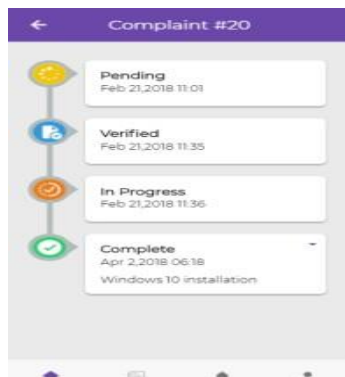 Complaint #20
Pending
Feb 21,2018 11:01
Verified
Feb 21,2018 11:35
In Progress
Feb 21,2018 11:36
Complete
Apr 2,2018 06:18
Windows 10 installation